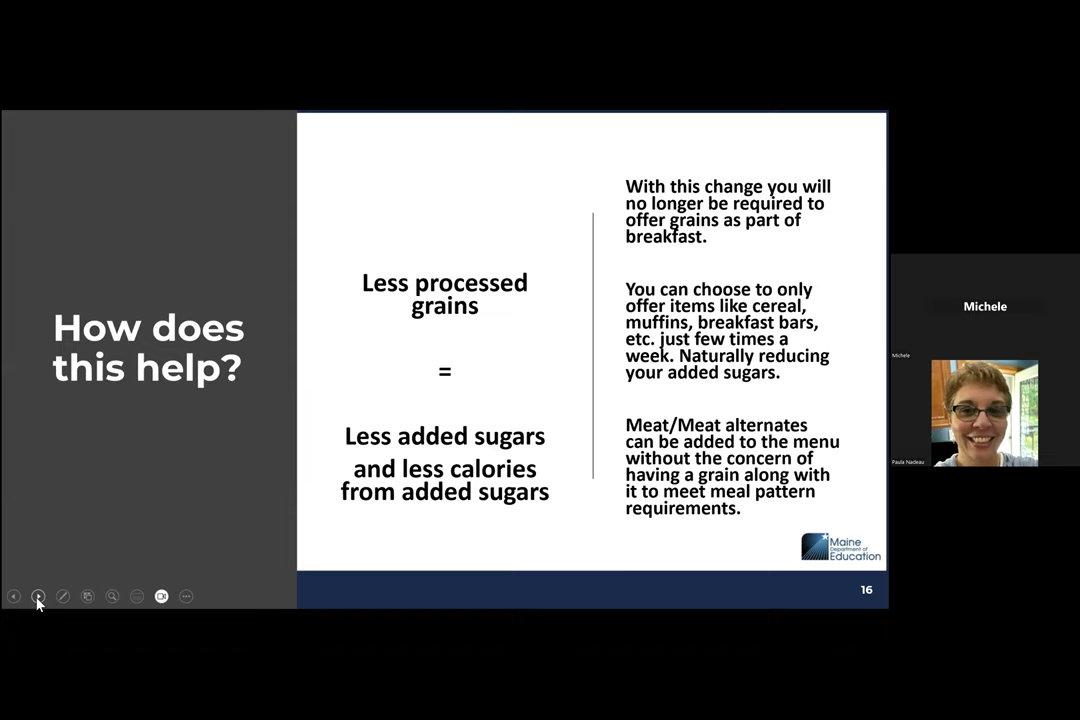 How does
this help?
Less processed
grains
=
Less added sugars
and less calories
from added sugars
With this change you will
no longer be required to
offer grains as part of
breakfast.
You can choose to only
offer items like cereal,
muffins, breakfast bars,
etc. just few times a
week. Naturally reducing
your added sugars.
Meat/Meat alternates
can be added to the menu
without the concern of
having a grain along with
it to meet meal pattern
requirements.
Maine
Department of
Education
16
Michele
Michele
Paula Nadeau